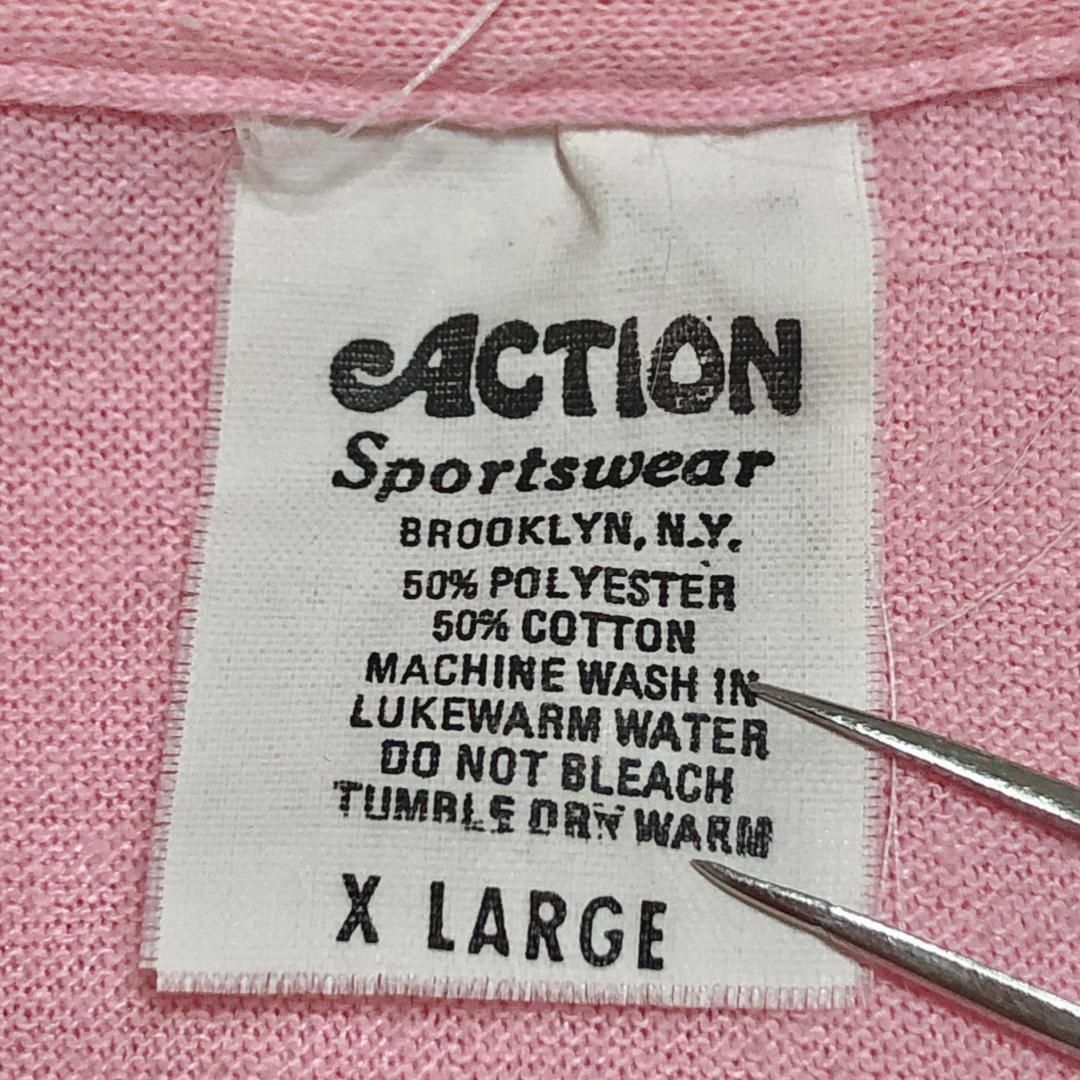 ACTION
Sportswear
BROOKLYN, N.Y.
50% POLYESTER
50% COTTON
MACHINE WASH IN
LUKEWARM WATER
DO NOT BLEACH
TUMBLE DRY WARM
X LARGE